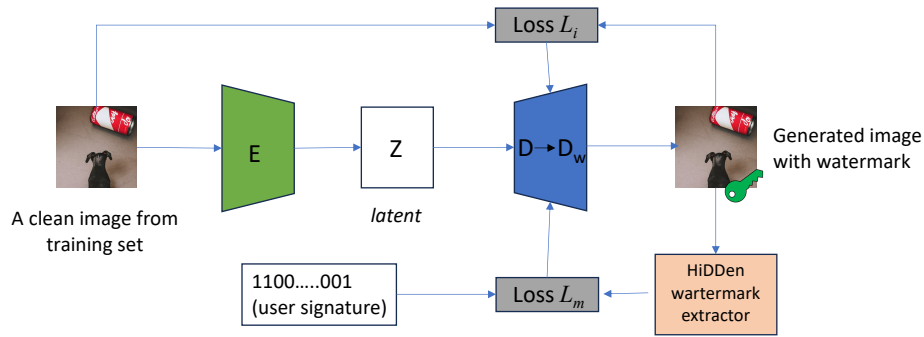 Loss L_i
E
Z
D → D_w
Generated image
with watermark
A clean image from
training set
latent
1100.....001
(user signature)
Loss L_m
HiDDen
wartermark
extractor